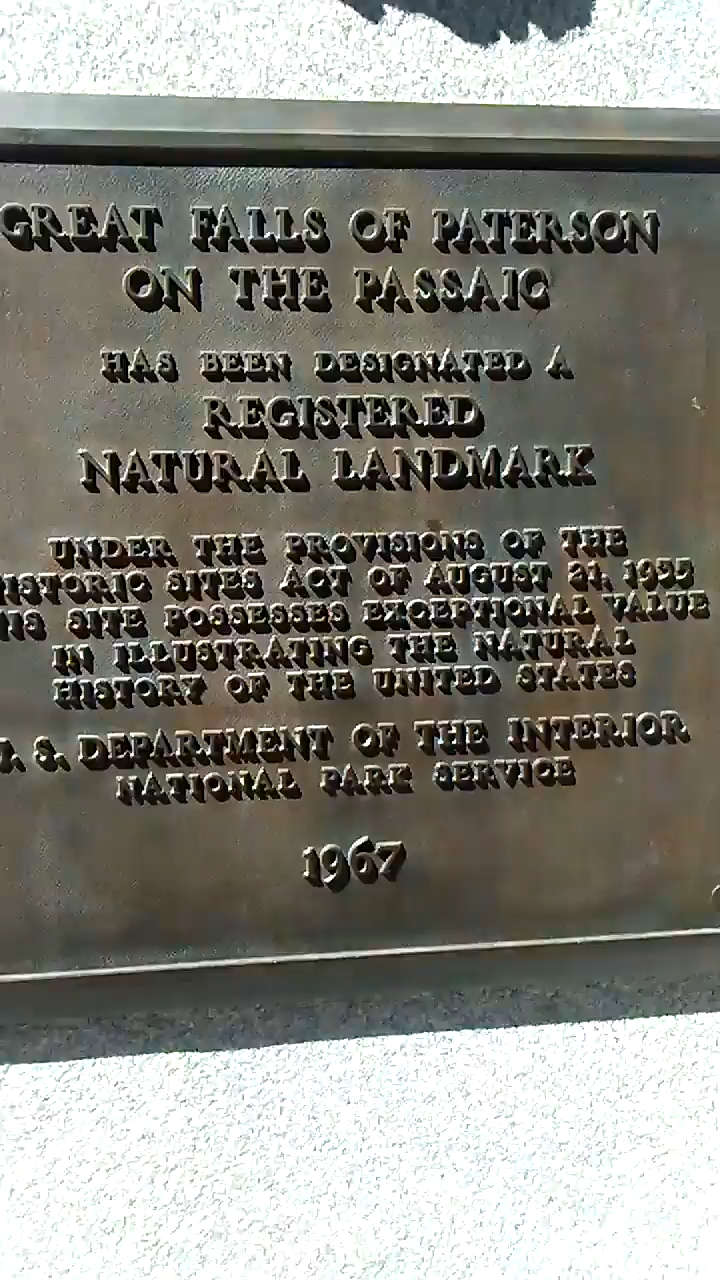 GREAT FALLS OF PATERSON
ON THE PASSAIC
HAS BEEN DESIGNATED A
REGISTERED
NATURAL LANDMARK
UNDER THE PROVISIONS OF THE
ISTORIC SITES ACT OF AUGUST 21, 1935
IS SITE POSSESSES EXCEPTIONAL VALUE
IN ILLUSTRATING THE NATURAL
HISTORY OF THE UNITED STATES
. S. DEPARTMENT OF THE INTERIOR
NATIONAL PARK SERVICE
1967